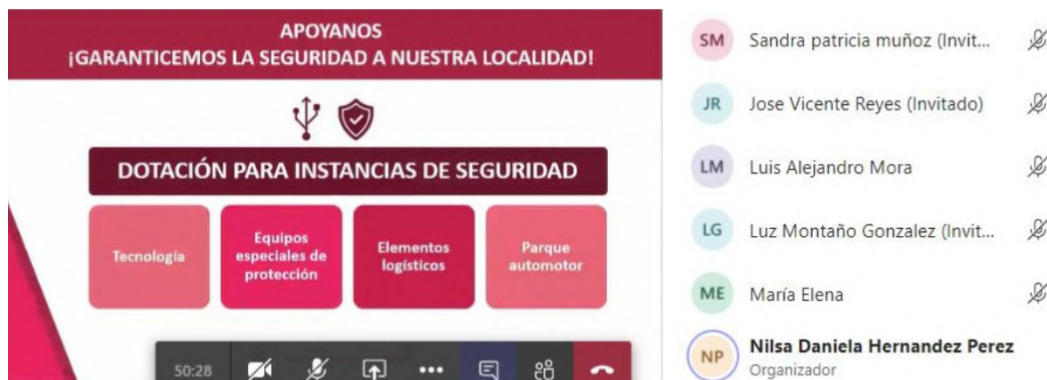 APOYANOS
¡GARANTICEMOS LA SEGURIDAD A NUESTRA LOCALIDAD!
DOTACIÓN PARA INSTANCIAS DE SEGURIDAD
Tecnología
Equipos
especiales de
protección
Elementos
logísticos
Parque
automotor
50:28
SM Sandra patricia muñoz (Invit...
JR Jose Vicente Reyes (Invitado)
LM Luis Alejandro Mora
LG Luz Montaño Gonzalez (Invit...
ME María Elena
NP Nilsa Daniela Hernandez Perez
Organizador